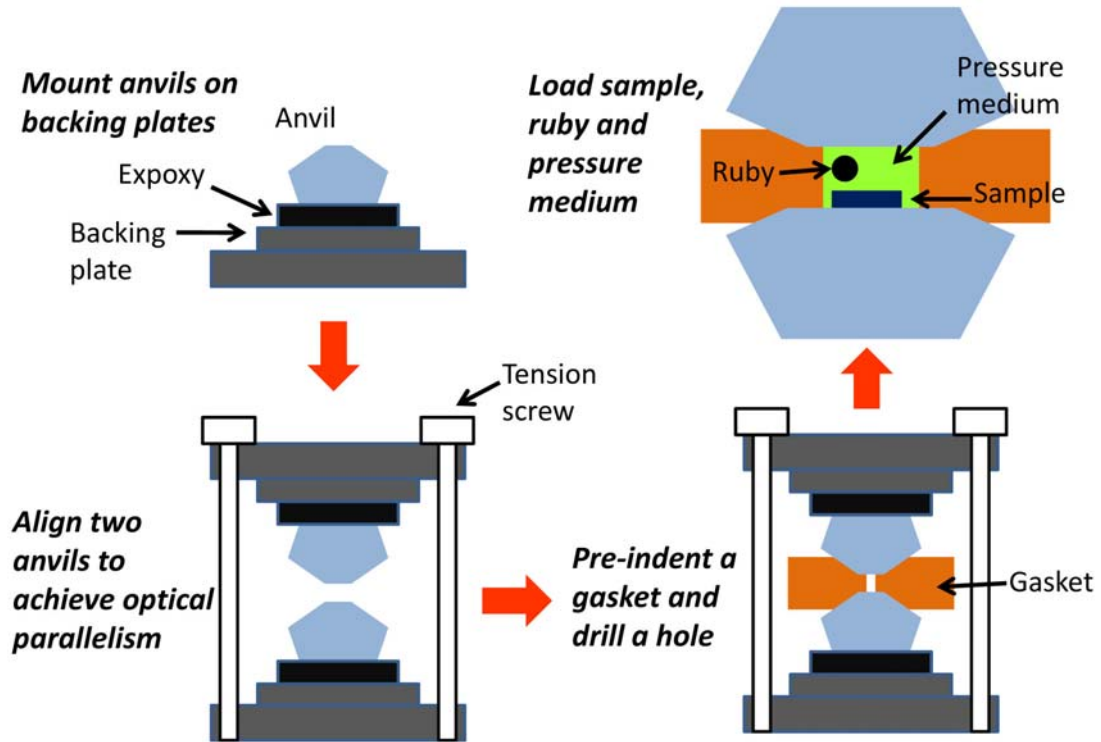 Mount anvils on
backing plates
Anvil
Expoxy
Backing
plate
Tension
screw
Align two
anvils to
achieve optical
parallelism
Pre-indent a
gasket and
drill a hole
Gasket
Load sample,
ruby and
pressure
medium
Pressure
medium
Ruby
Sample